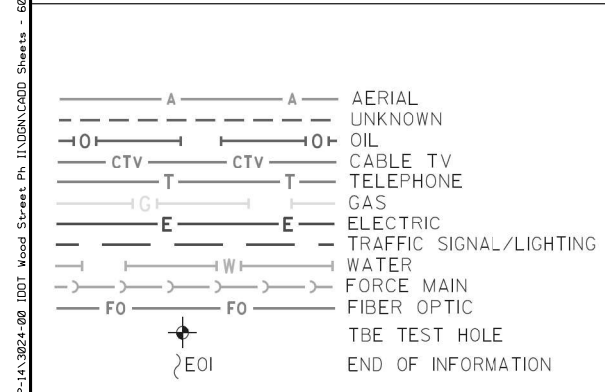 P-14\3024-00 IDOT Wood Street Ph II\DGN\CADD Sheets - 60
A A AERIAL
UNKNOWN
O O OIL
CTV CTV CABLE TV
T T TELEPHONE
G GAS
E E ELECTRIC
TRAFFIC SIGNAL/LIGHTING
W WATER
FORCE MAIN
FO FO FIBER OPTIC
TBE TEST HOLE
EOI END OF INFORMATION